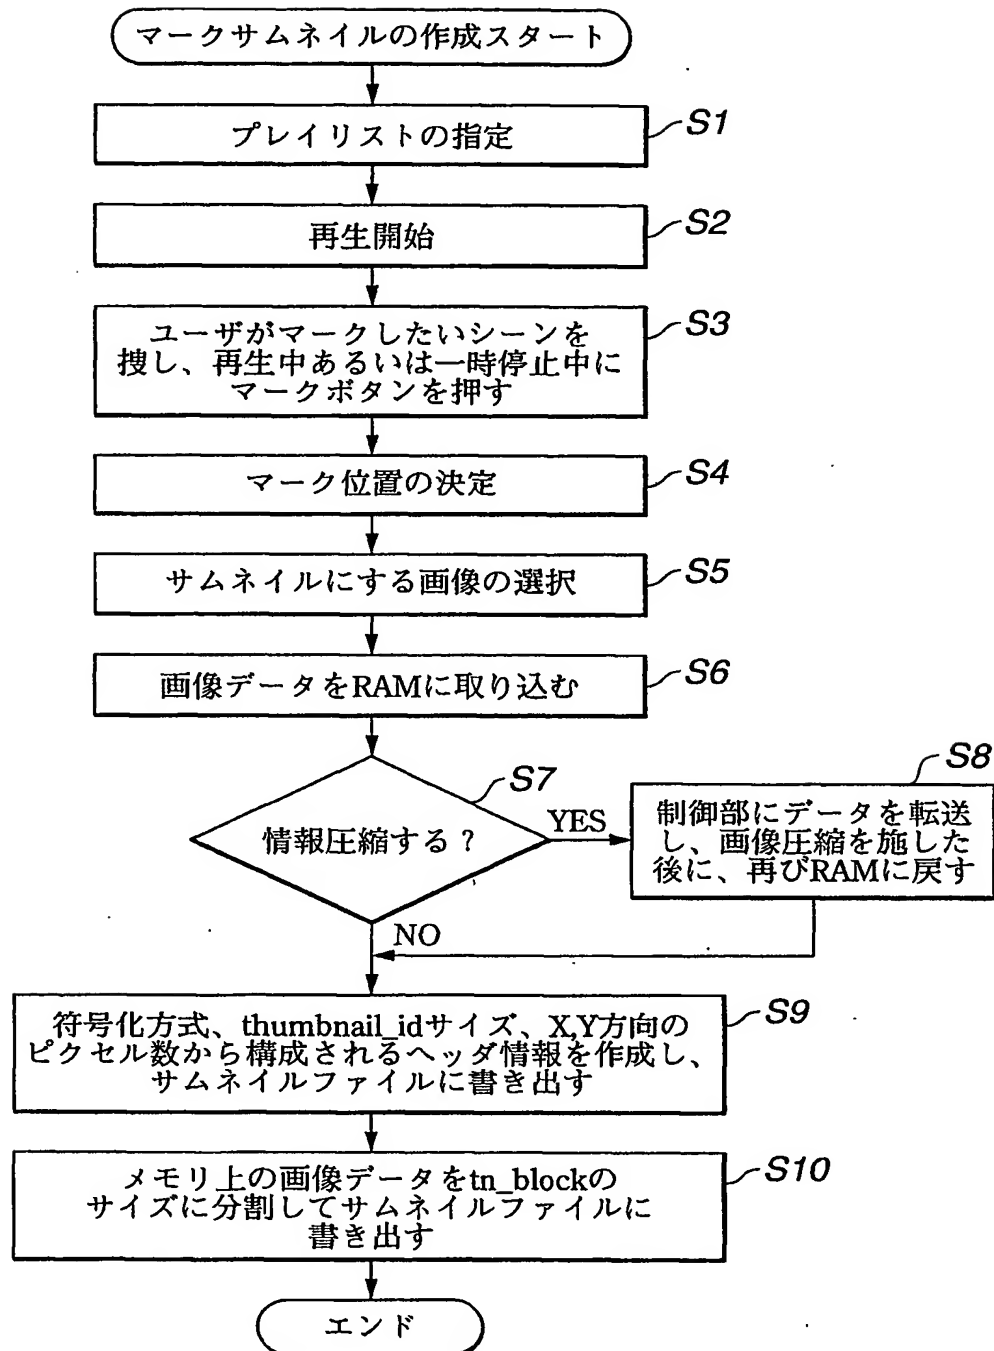 マークサムネイルの作成スタート
プレイリストの指定
S1
再生開始
S2
ユーザがマークしたいシーンを
捜し、再生中あるいは一時停止中に
マークボタンを押す
S3
マーク位置の決定
S4
サムネイルにする画像の選択
S5
画像データをRAMに取り込む
S6
情報圧縮する？
S7
YES
制御部にデータを転送
し、画像圧縮を施した
後に、再びRAMに戻す
S8
NO
符号化方式、thumbnail_idサイズ、X,Y方向の
ピクセル数から構成されるヘッダ情報を作成し、
サムネイルファイルに書き出す
S9
メモリ上の画像データをtn_blockの
サイズに分割してサムネイルファイルに
書き出す
S10
エンド